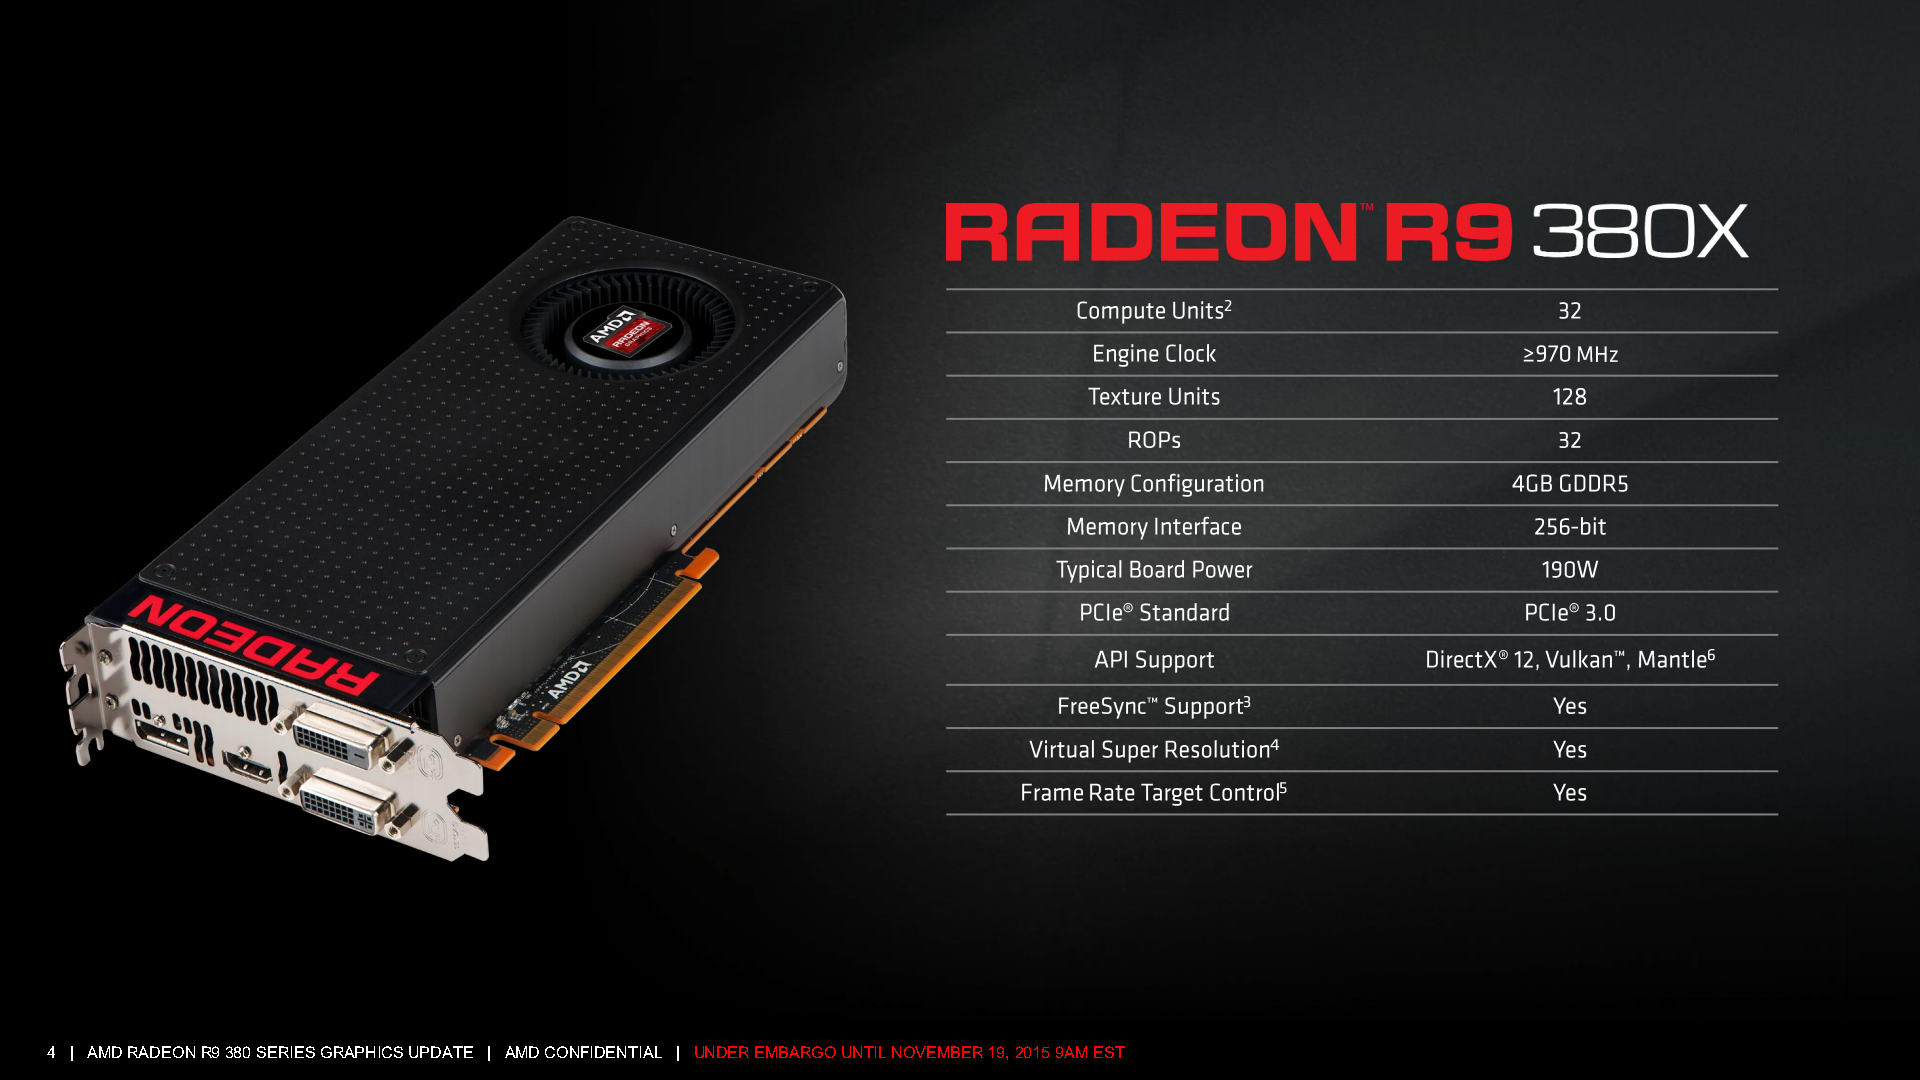 RADEON™ R9 380X
Compute Units² 32
Engine Clock ≥970 MHz
Texture Units 128
ROPs 32
Memory Configuration 4GB GDDR5
Memory Interface 256-bit
Typical Board Power 190W
PCIe® Standard PCIe® 3.0
API Support DirectX® 12, Vulkan™, Mantle⁶
FreeSync™ Support³ Yes
Virtual Super Resolution⁴ Yes
Frame Rate Target Control⁵ Yes
AMD
RADEON
GRAPHICS
RADEON
AMD
4 | AMD RADEON R9 380 SERIES GRAPHICS UPDATE | AMD CONFIDENTIAL | UNDER EMBARGO UNTIL NOVEMBER 19, 2015 9AM EST